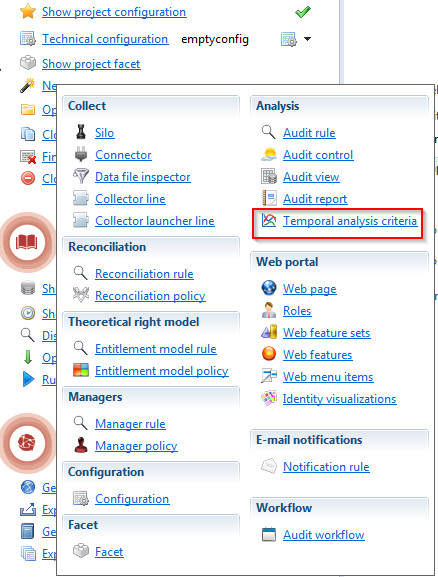 Show project configuration
Technical configuration emptyconfig
Show project facet
Ne
Op
Clo
Fin
Clo
Sh
Sh
Dis
Op
Ru
Ge
Exp
Ge
Exp
Collect
Silo
Connector
Data file inspector
Collector line
Collector launcher line
Reconciliation
Reconciliation rule
Reconciliation policy
Theoretical right model
Entitlement model rule
Entitlement model policy
Managers
Manager rule
Manager policy
Configuration
Configuration
Facet
Facet
Analysis
Audit rule
Audit control
Audit view
Audit report
Temporal analysis criteria
Web portal
Web page
Roles
Web feature sets
Web features
Web menu items
Identity visualizations
E-mail notifications
Notification rule
Workflow
Audit workflow